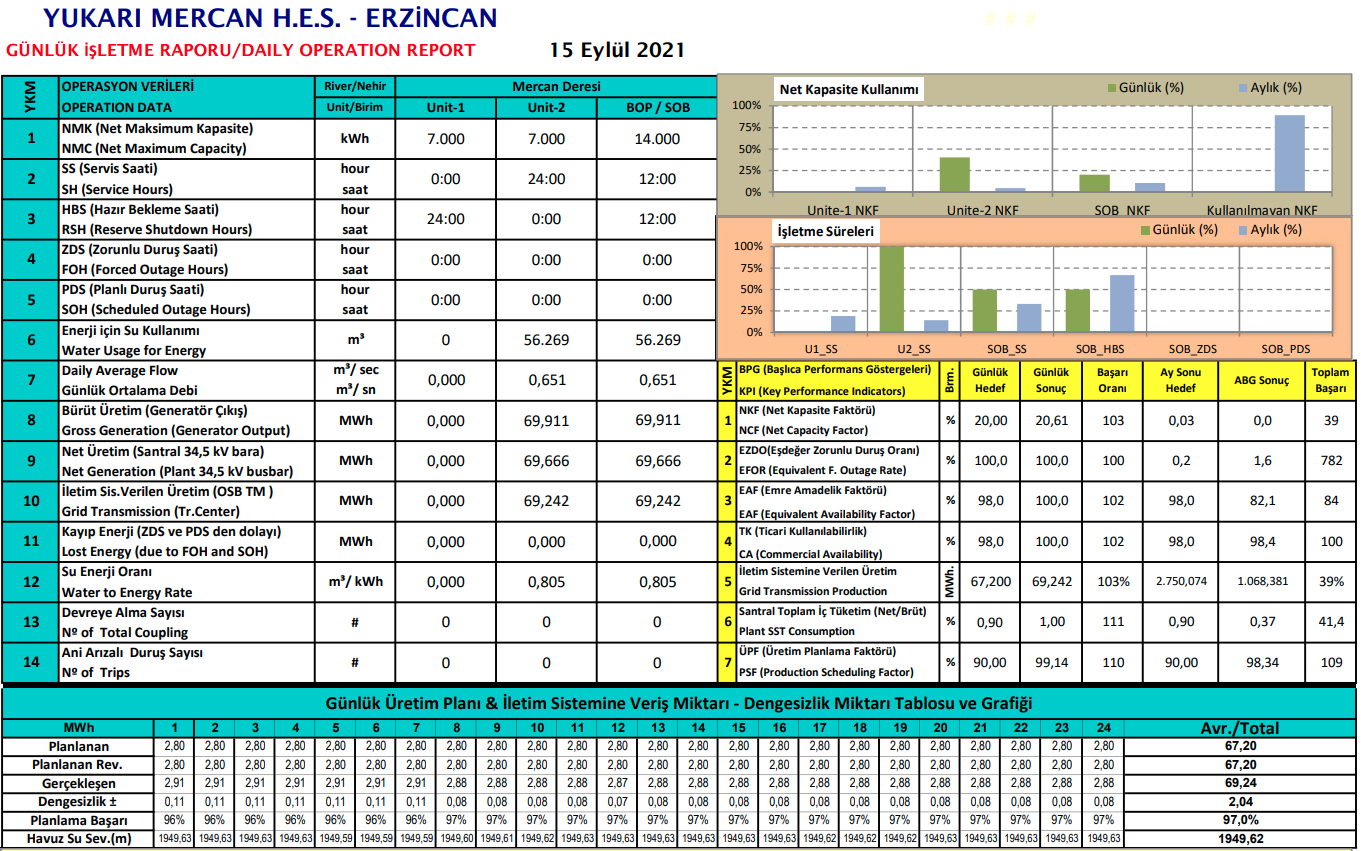 YUKARI MERCAN H.E.S. - ERZİNCAN
# # #
GÜNLÜK İŞLETME RAPORU/DAILY OPERATION REPORT 15 Eylül 2021
YKM OPERASYON VERİLERİ River/Nehir Mercan Deresi
OPERATION DATA Unit/Birim Unit-1 Unit-2 BOP / SOB
1 NMK (Net Maksimum Kapasite) kWh 7.000 7.000 14.000
NMC (Net Maximum Capacity)
2 SS (Servis Saati) hour 0:00 24:00 12:00
SH (Service Hours) saat
3 HBS (Hazır Bekleme Saati) hour 24:00 0:00 12:00
RSH (Reserve Shutdown Hours) saat
4 ZDS (Zorunlu Duruş Saati) hour 0:00 0:00 0:00
FOH (Forced Outage Hours) saat
5 PDS (Planlı Duruş Saati) hour 0:00 0:00 0:00
SOH (Scheduled Outage Hours) saat
6 Enerji için Su Kullanımı m³ 0 56.269 56.269
Water Usage for Energy
7 Daily Average Flow m³/ sec 0,000 0,651 0,651
Günlük Ortalama Debi m³/ sn
8 Bürüt Üretim (Generatör Çıkış) MWh 0,000 69,911 69,911
Gross Generation (Generator Output)
9 Net Üretim (Santral 34,5 kV bara) MWh 0,000 69,666 69,666
Net Generation (Plant 34,5 kV busbar)
10 İletim Sis.Verilen Üretim (OSB TM ) MWh 0,000 69,242 69,242
Grid Transmission (Tr.Center)
11 Kayıp Enerji (ZDS ve PDS den dolayı) MWh 0,000 0,000 0,000
Lost Energy (due to FOH and SOH)
12 Su Enerji Oranı m³/ kWh 0,000 0,805 0,805
Water to Energy Rate
13 Devreye Alma Sayısı # 0 0 0
Nº of Total Coupling
14 Ani Arızalı Duruş Sayısı # 0 0 0
Nº of Trips
Net Kapasite Kullanımı Günlük (%) Aylık (%)
100%
75%
50%
25%
0%
Unite-1 NKF Unite-2 NKF SOB_NKF Kullanılmayan NKF
İşletme Süreleri Günlük (%) Aylık (%)
100%
75%
50%
25%
0%
U1_SS U2_SS SOB_SS SOB_HBS SOB_ZDS SOB_PDS
YKM BPG (Başlıca Performans Göstergeleri) Brm. Günlük Günlük Başarı Ay Sonu ABG Sonuç Toplam
KPI (Key Performance Indicators) Hedef Sonuç Oranı Hedef Başarı
1 NKF (Net Kapasite Faktörü) % 20,00 20,61 103 0,03 0,0 39
NCF (Net Capacity Factor)
2 EZDO(Eşdeğer Zorunlu Duruş Oranı) % 100,0 100,0 100 0,2 1,6 782
EFOR (Equivalent F. Outage Rate)
3 EAF (Emre Amadelik Faktörü) % 98,0 100,0 102 98,0 82,1 84
EAF (Equivalent Availability Factor)
4 TK (Ticari Kullanılabilirlik) % 98,0 100,0 102 98,0 98,4 100
CA (Commercial Availability)
5 İletim Sistemine Verilen Üretim MWh. 67,200 69,242 103% 2.750,074 1.068,381 39%
Grid Transmission Production
6 Santral Toplam İç Tüketim (Net/Brüt) % 0,90 1,00 111 0,90 0,37 41,4
Plant SST Consumption
7 ÜPF (Üretim Planlama Faktörü) % 90,00 99,14 110 90,00 98,34 109
PSF (Production Scheduling Factor)
Günlük Üretim Planı & İletim Sistemine Veriş Miktarı - Dengesizlik Miktarı Tablosu ve Grafiği
MWh 1 2 3 4 5 6 7 8 9 10 11 12 13 14 15 16 17 18 19 20 21 22 23 24 Avr./Total
Planlanan 2,80 2,80 2,80 2,80 2,80 2,80 2,80 2,80 2,80 2,80 2,80 2,80 2,80 2,80 2,80 2,80 2,80 2,80 2,80 2,80 2,80 2,80 2,80 2,80 67,20
Planlanan Rev. 2,80 2,80 2,80 2,80 2,80 2,80 2,80 2,80 2,80 2,80 2,80 2,80 2,80 2,80 2,80 2,80 2,80 2,80 2,80 2,80 2,80 2,80 2,80 2,80 67,20
Gerçekleşen 2,91 2,91 2,91 2,91 2,91 2,91 2,91 2,88 2,88 2,88 2,88 2,87 2,88 2,88 2,88 2,88 2,88 2,88 2,88 2,88 2,88 2,88 2,88 2,88 69,24
Dengesizlik ± 0,11 0,11 0,11 0,11 0,11 0,11 0,11 0,08 0,08 0,08 0,08 0,07 0,08 0,08 0,08 0,08 0,08 0,08 0,08 0,08 0,08 0,08 0,08 0,08 2,04
Planlama Başarı 96% 96% 96% 96% 96% 96% 96% 97% 97% 97% 97% 97% 97% 97% 97% 97% 97% 97% 97% 97% 97% 97% 97% 97% 97,0%
Havuz Su Sev.(m) 1949,63 1949,63 1949,63 1949,63 1949,59 1949,59 1949,59 1949,60 1949,61 1949,62 1949,62 1949,63 1949,63 1949,63 1949,63 1949,63 1949,62 1949,62 1949,63 1949,63 1949,63 1949,63 1949,63 1949,63 1949,62